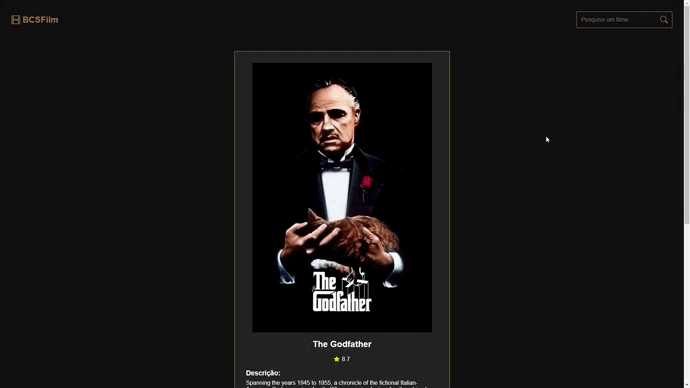 BCSFilm
Pesquise um filme...
The
Godfather
The Godfather
8.7
Descrição:
Spanning the years 1945 to 1955, a chronicle of the fictional Italian-